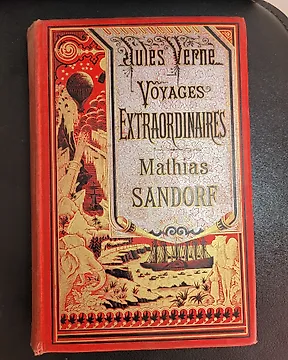 Jules Verne
Voyages
Extraordinaires
Mathias
SANDORF